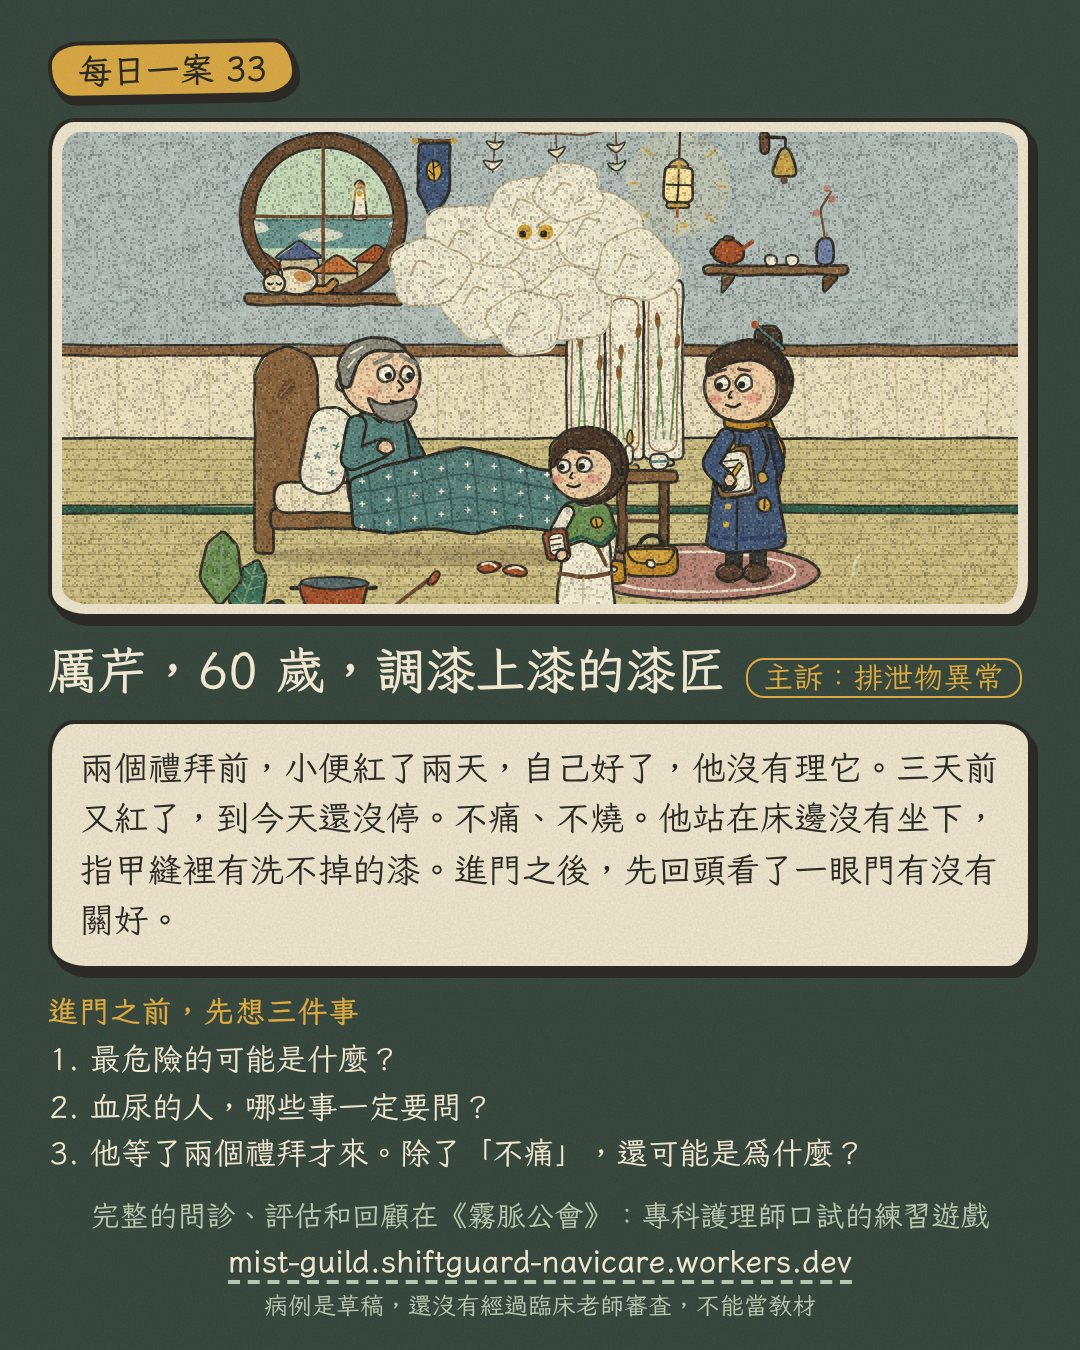 每日一案 33
厲芹，60 歲，調漆上漆的漆匠
主訴：排泄物異常
兩個禮拜前，小便紅了兩天，自己好了，他沒有理它。三天前
又紅了，到今天還沒停。不痛、不燒。他站在床邊沒有坐下，
指甲縫裡有洗不掉的漆。進門之後，先回頭看了一眼門有沒有
關好。
進門之前，先想三件事
1. 最危險的可能是什麼？
2. 血尿的人，哪些事一定要問？
3. 他等了兩個禮拜才來。除了「不痛」，還可能是為什麼？
完整的問診、評估和回顧在《霧脈公會》：專科護理師口試的練習遊戲
mist-guild.shiftguard-navicare.workers.dev
病例是草稿，還沒有經過臨床老師審查，不能當教材